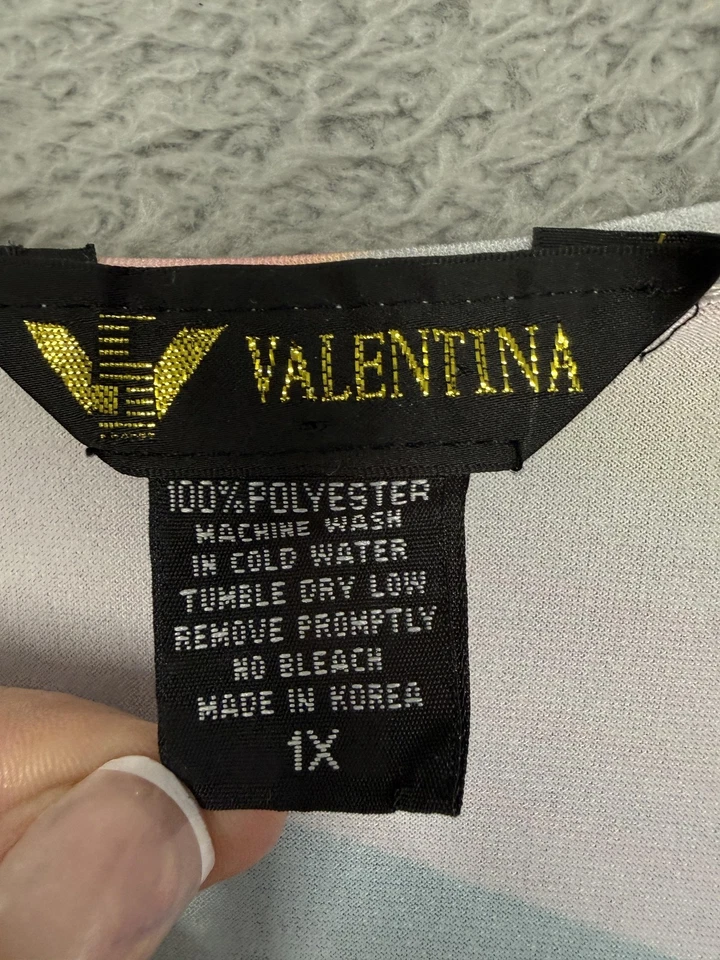 VALENTINA
100% POLYESTER
MACHINE WASH
IN COLD WATER
TUMBLE DRY LOW
REMOVE PROMPTLY
NO BLEACH
MADE IN KOREA
1X